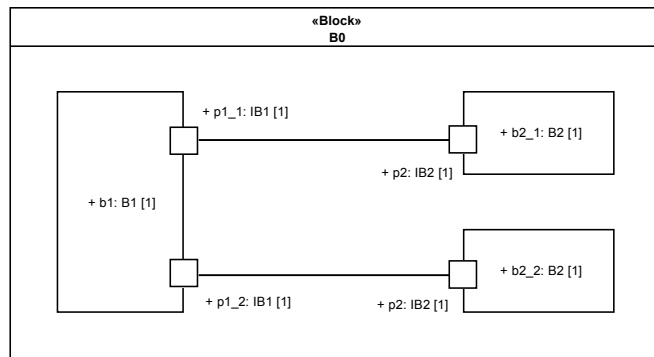 «Block»
B0
+ p1_1: IB1 [1]
+ b2_1: B2 [1]
+ p2: IB2 [1]
+ b1: B1 [1]
+ b2_2: B2 [1]
+ p1_2: IB1 [1]
+ p2: IB2 [1]